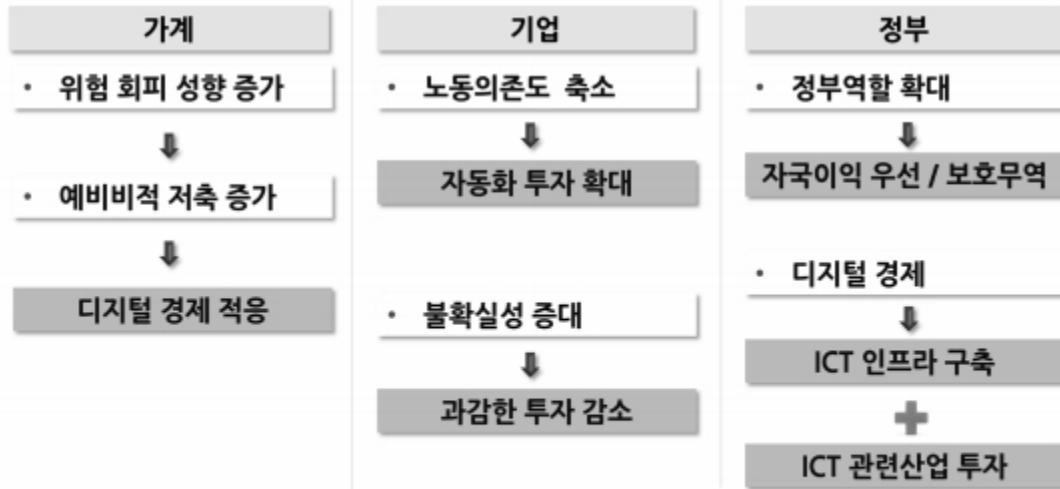 가계
• 위험 회피 성향 증가
• 예비비적 저축 증가
디지털 경제 적응
기업
• 노동의존도 축소
자동화 투자 확대
• 불확실성 증대
과감한 투자 감소
정부
• 정부역할 확대
자국이익 우선 / 보호무역
• 디지털 경제
ICT 인프라 구축
ICT 관련산업 투자